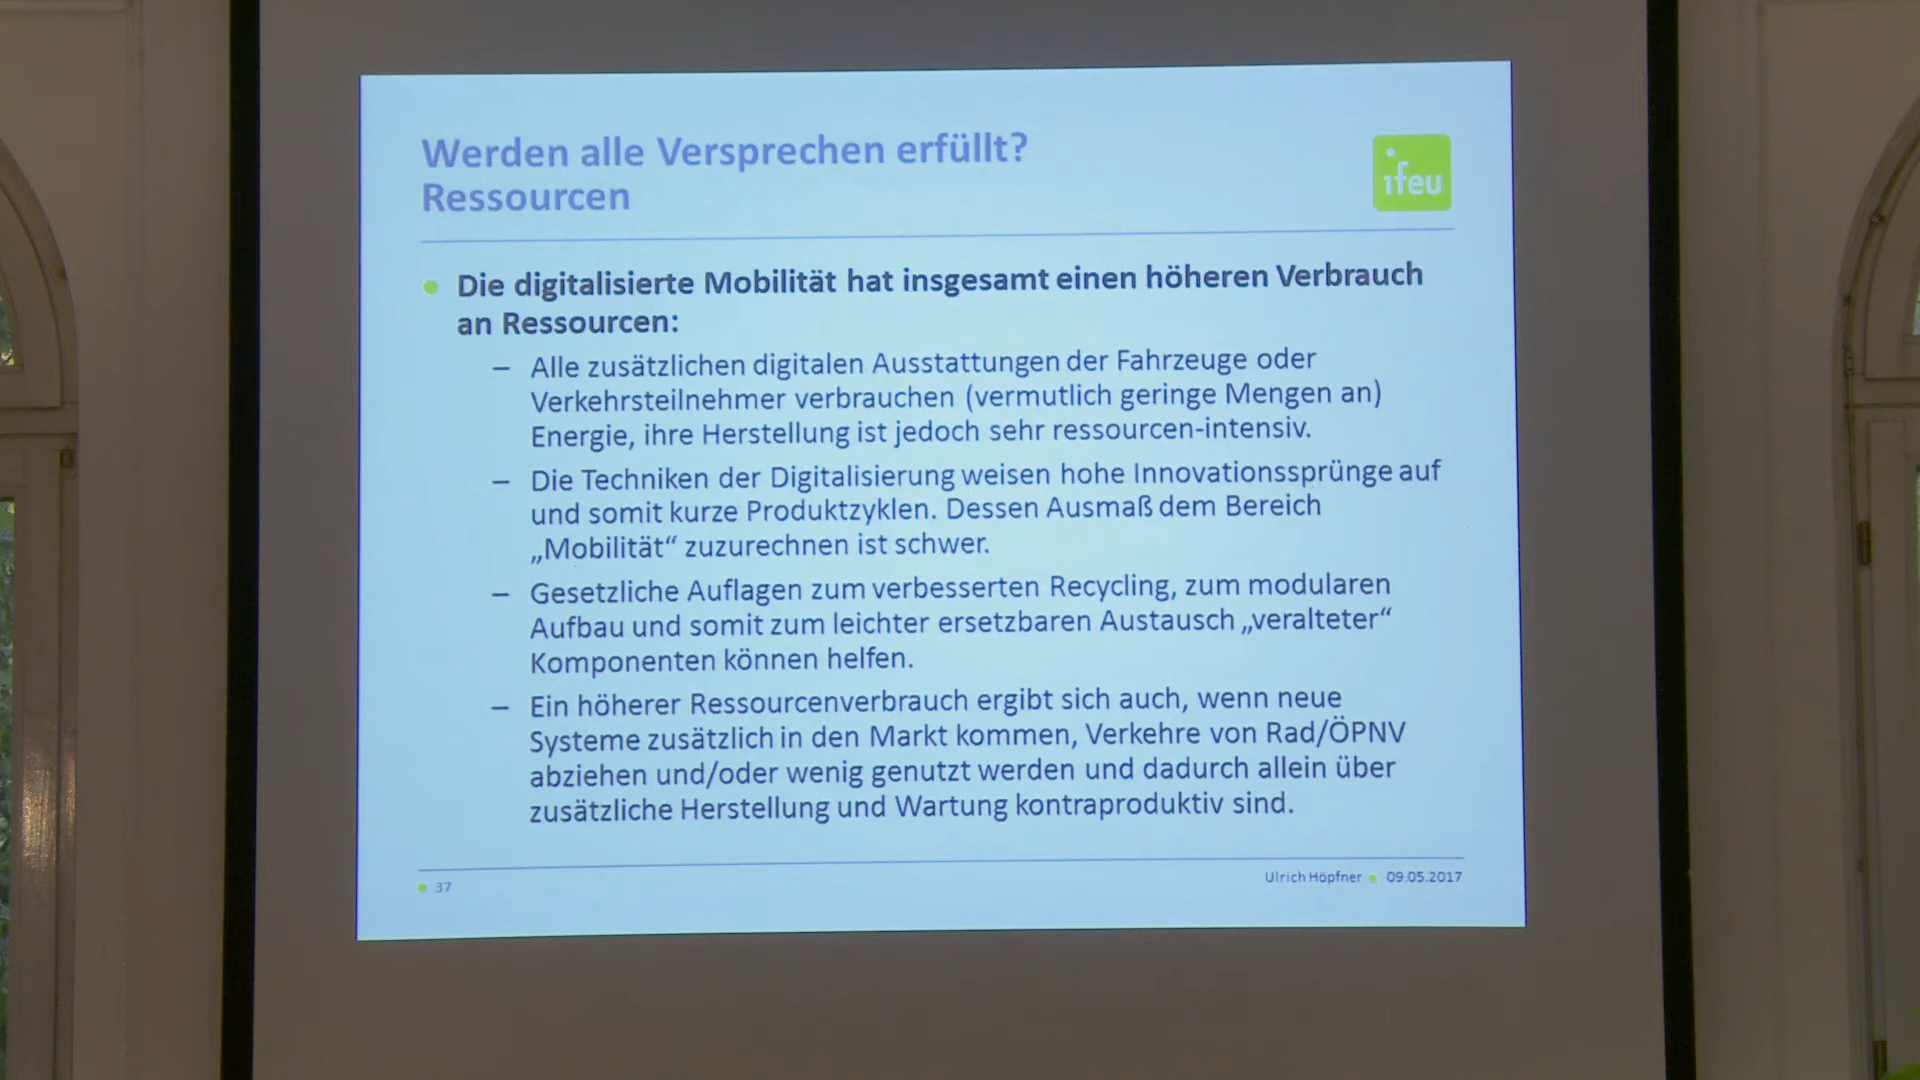 Werden alle Versprechen erfüllt?
Ressourcen
ifeu
Die digitalisierte Mobilität hat insgesamt einen höheren Verbrauch
an Ressourcen:
– Alle zusätzlichen digitalen Ausstattungen der Fahrzeuge oder
Verkehrsteilnehmer verbrauchen (vermutlich geringe Mengen an)
Energie, ihre Herstellung ist jedoch sehr ressourcen-intensiv.
– Die Techniken der Digitalisierung weisen hohe Innovationssprünge auf
und somit kurze Produktzyklen. Dessen Ausmaß dem Bereich
„Mobilität“ zuzurechnen ist schwer.
– Gesetzliche Auflagen zum verbesserten Recycling, zum modularen
Aufbau und somit zum leichter ersetzbaren Austausch „veralteter“
Komponenten können helfen.
– Ein höherer Ressourcenverbrauch ergibt sich auch, wenn neue
Systeme zusätzlich in den Markt kommen, Verkehre von Rad/ÖPNV
abziehen und/oder wenig genutzt werden und dadurch allein über
zusätzliche Herstellung und Wartung kontraproduktiv sind.
37
Ulrich Höpfner 09.05.2017